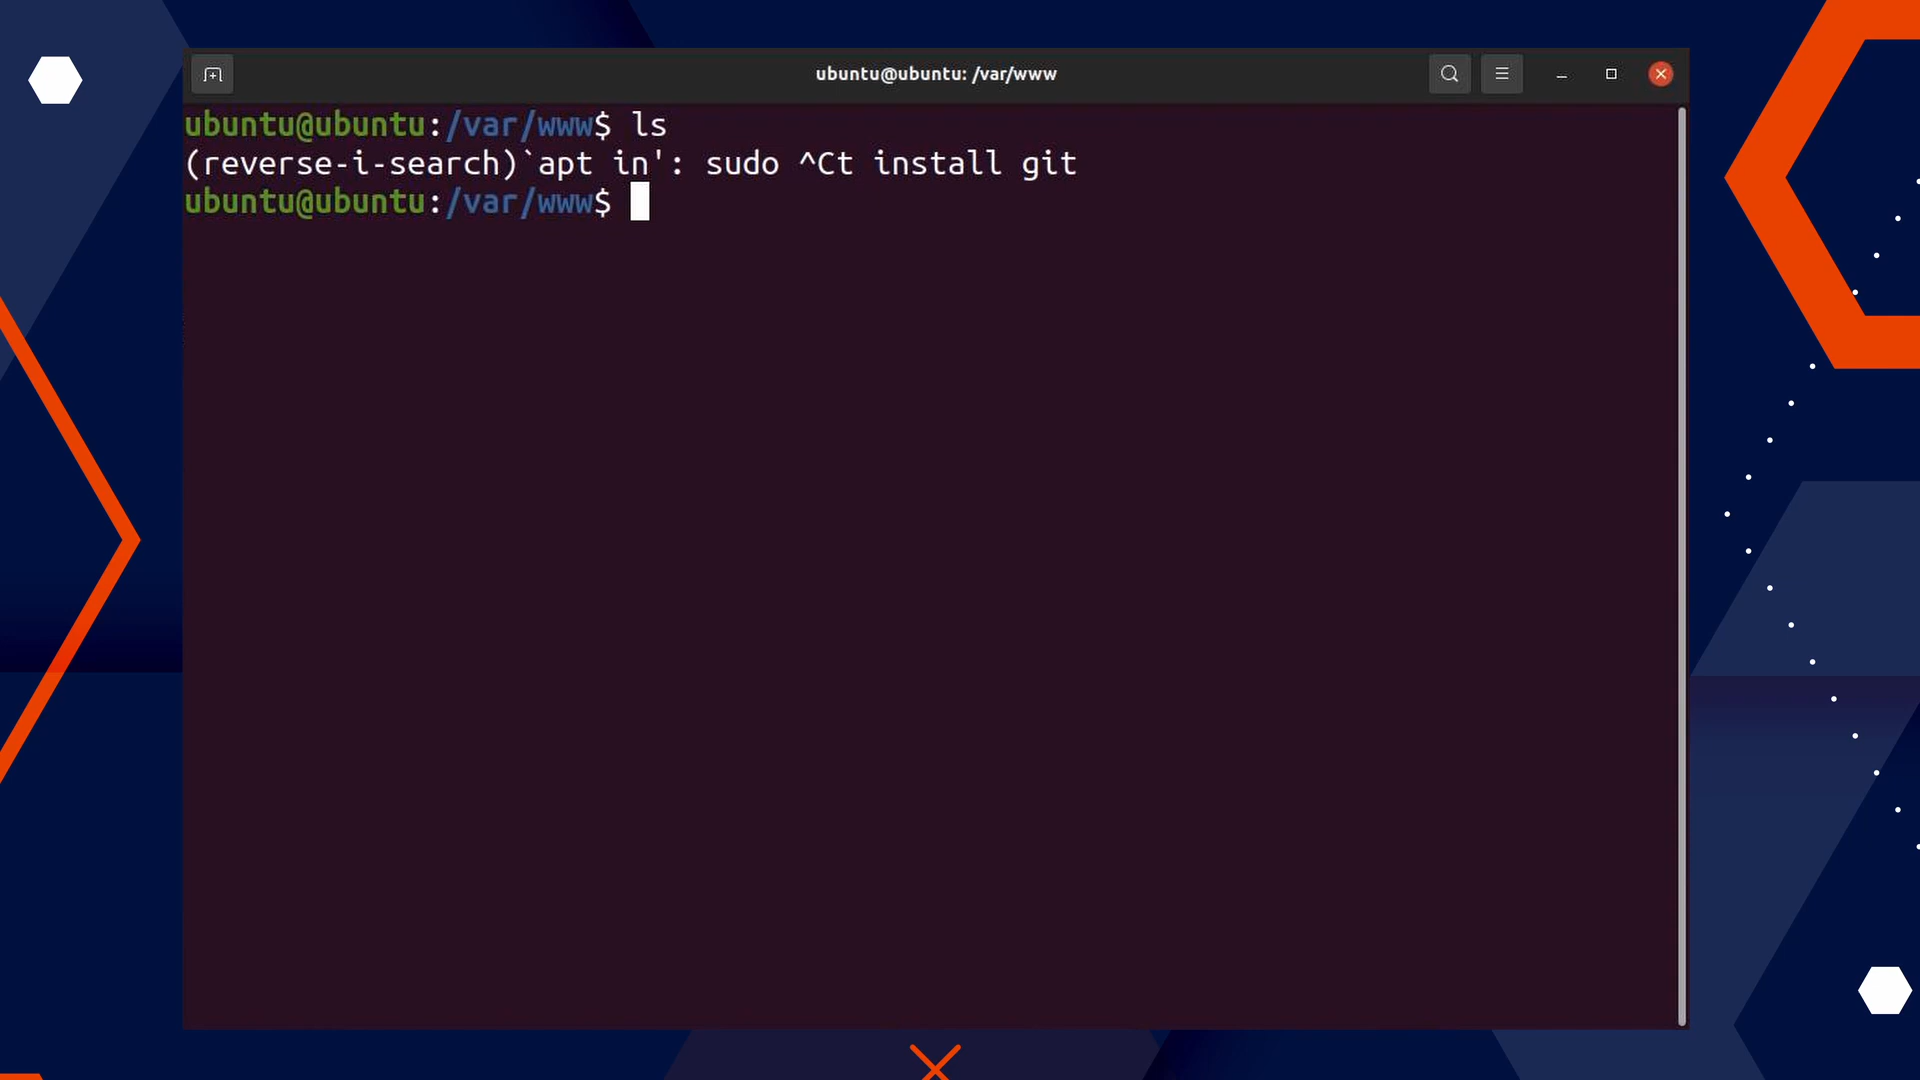 ubuntu@ubuntu: /var/www
ubuntu@ubuntu:/var/www$ ls
(reverse-i-search)`apt in': sudo ^Ct install git
ubuntu@ubuntu:/var/www$